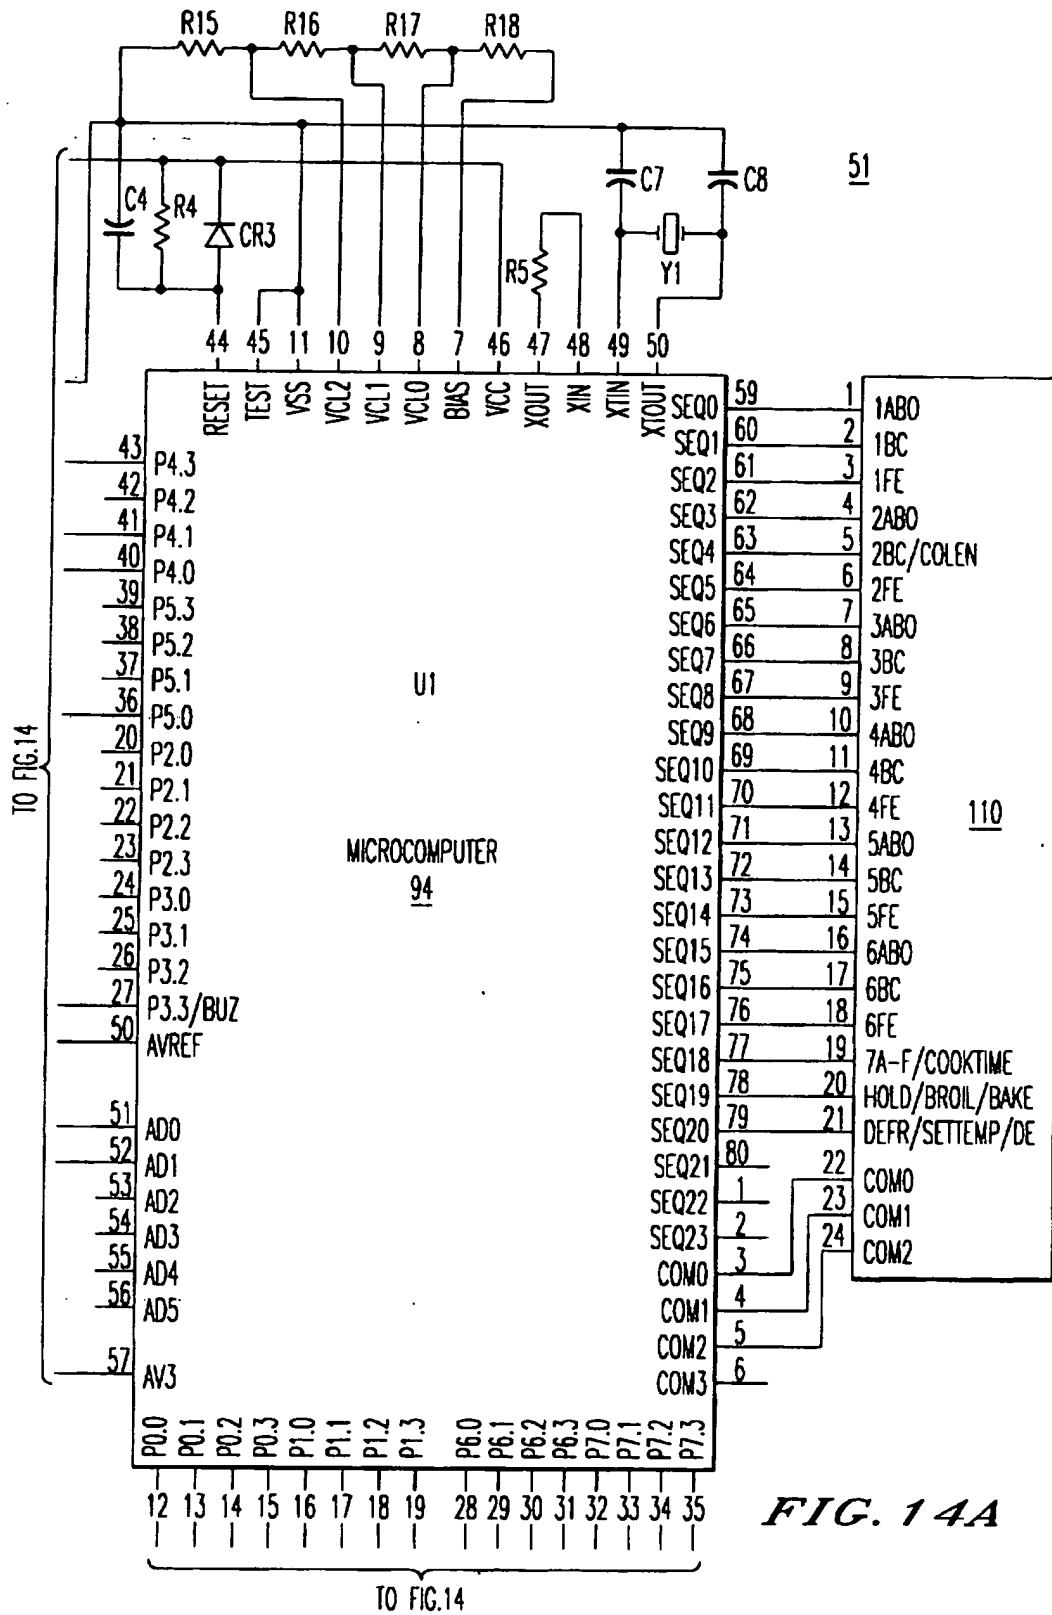 R15 R16 R17 R18
51
C4 R4 CR3 R5 C7 C8 Y1
44 45 11 10 9 8 7 46 47 48 49 50
RESET TEST VSS VCL2 VCL1 VCL0 BIAS VCC XOUT XIN XTIN XTOUT
43 P4.3
42 P4.2
41 P4.1
40 P4.0
39 P5.3
38 P5.2
37 P5.1
36 P5.0
20 P2.0
21 P2.1
22 P2.2
23 P2.3
24 P3.0
25 P3.1
26 P3.2
27 P3.3/BUZ
50 AVREF
51 AD0
52 AD1
53 AD2
54 AD3
55 AD4
56 AD5
57 AV3
TO FIG.14
U1
MICROCOMPUTER
94
SEQ0 59 1 1ABO
SEQ1 60 2 1BC
SEQ2 61 3 1FE
SEQ3 62 4 2ABO
SEQ4 63 5 2BC/COLEN
SEQ5 64 6 2FE
SEQ6 65 7 3ABO
SEQ7 66 8 3BC
SEQ8 67 9 3FE
SEQ9 68 10 4ABO
SEQ10 69 11 4BC
SEQ11 70 12 4FE
SEQ12 71 13 5ABO
SEQ13 72 14 5BC
SEQ14 73 15 5FE
SEQ15 74 16 6ABO
SEQ16 75 17 6BC
SEQ17 76 18 6FE
SEQ18 77 19 7A-F/COOKTIME
SEQ19 78 20 HOLD/BROIL/BAKE
SEQ20 79 21 DEFR/SETTEMP/DE
SEQ21 80
SEQ22 1
SEQ23 2
COM0 3
COM1 4
COM2 5
COM3 6
22 COM0
23 COM1
24 COM2
110
P0.0 P0.1 P0.2 P0.3 P1.0 P1.1 P1.2 P1.3 P6.0 P6.1 P6.2 P6.3 P7.0 P7.1 P7.2 P7.3
12 13 14 15 16 17 18 19 28 29 30 31 32 33 34 35
TO FIG.14
FIG. 14A